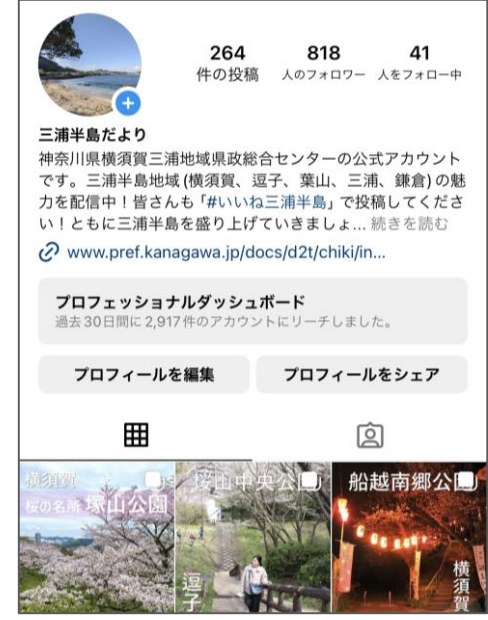 264 818 41
件の投稿 人のフォロワー 人をフォロー中
三浦半島だより
神奈川県横須賀三浦地域県政総合センターの公式アカウント
です。三浦半島地域(横須賀、逗子、葉山、三浦、鎌倉)の魅
力を配信中！皆さんも「#いいね三浦半島」で投稿してくださ
い！ともに三浦半島を盛り上げていきましょ... 続きを読む
www.pref.kanagawa.jp/docs/d2t/chiki/in...
プロフェッショナルダッシュボード
過去30日間に2,917件のアカウントにリーチしました。
プロフィールを編集 プロフィールをシェア
横須賀
桜の名所 塚山公園
桜山中央公
逗子
船越南郷公
横須賀